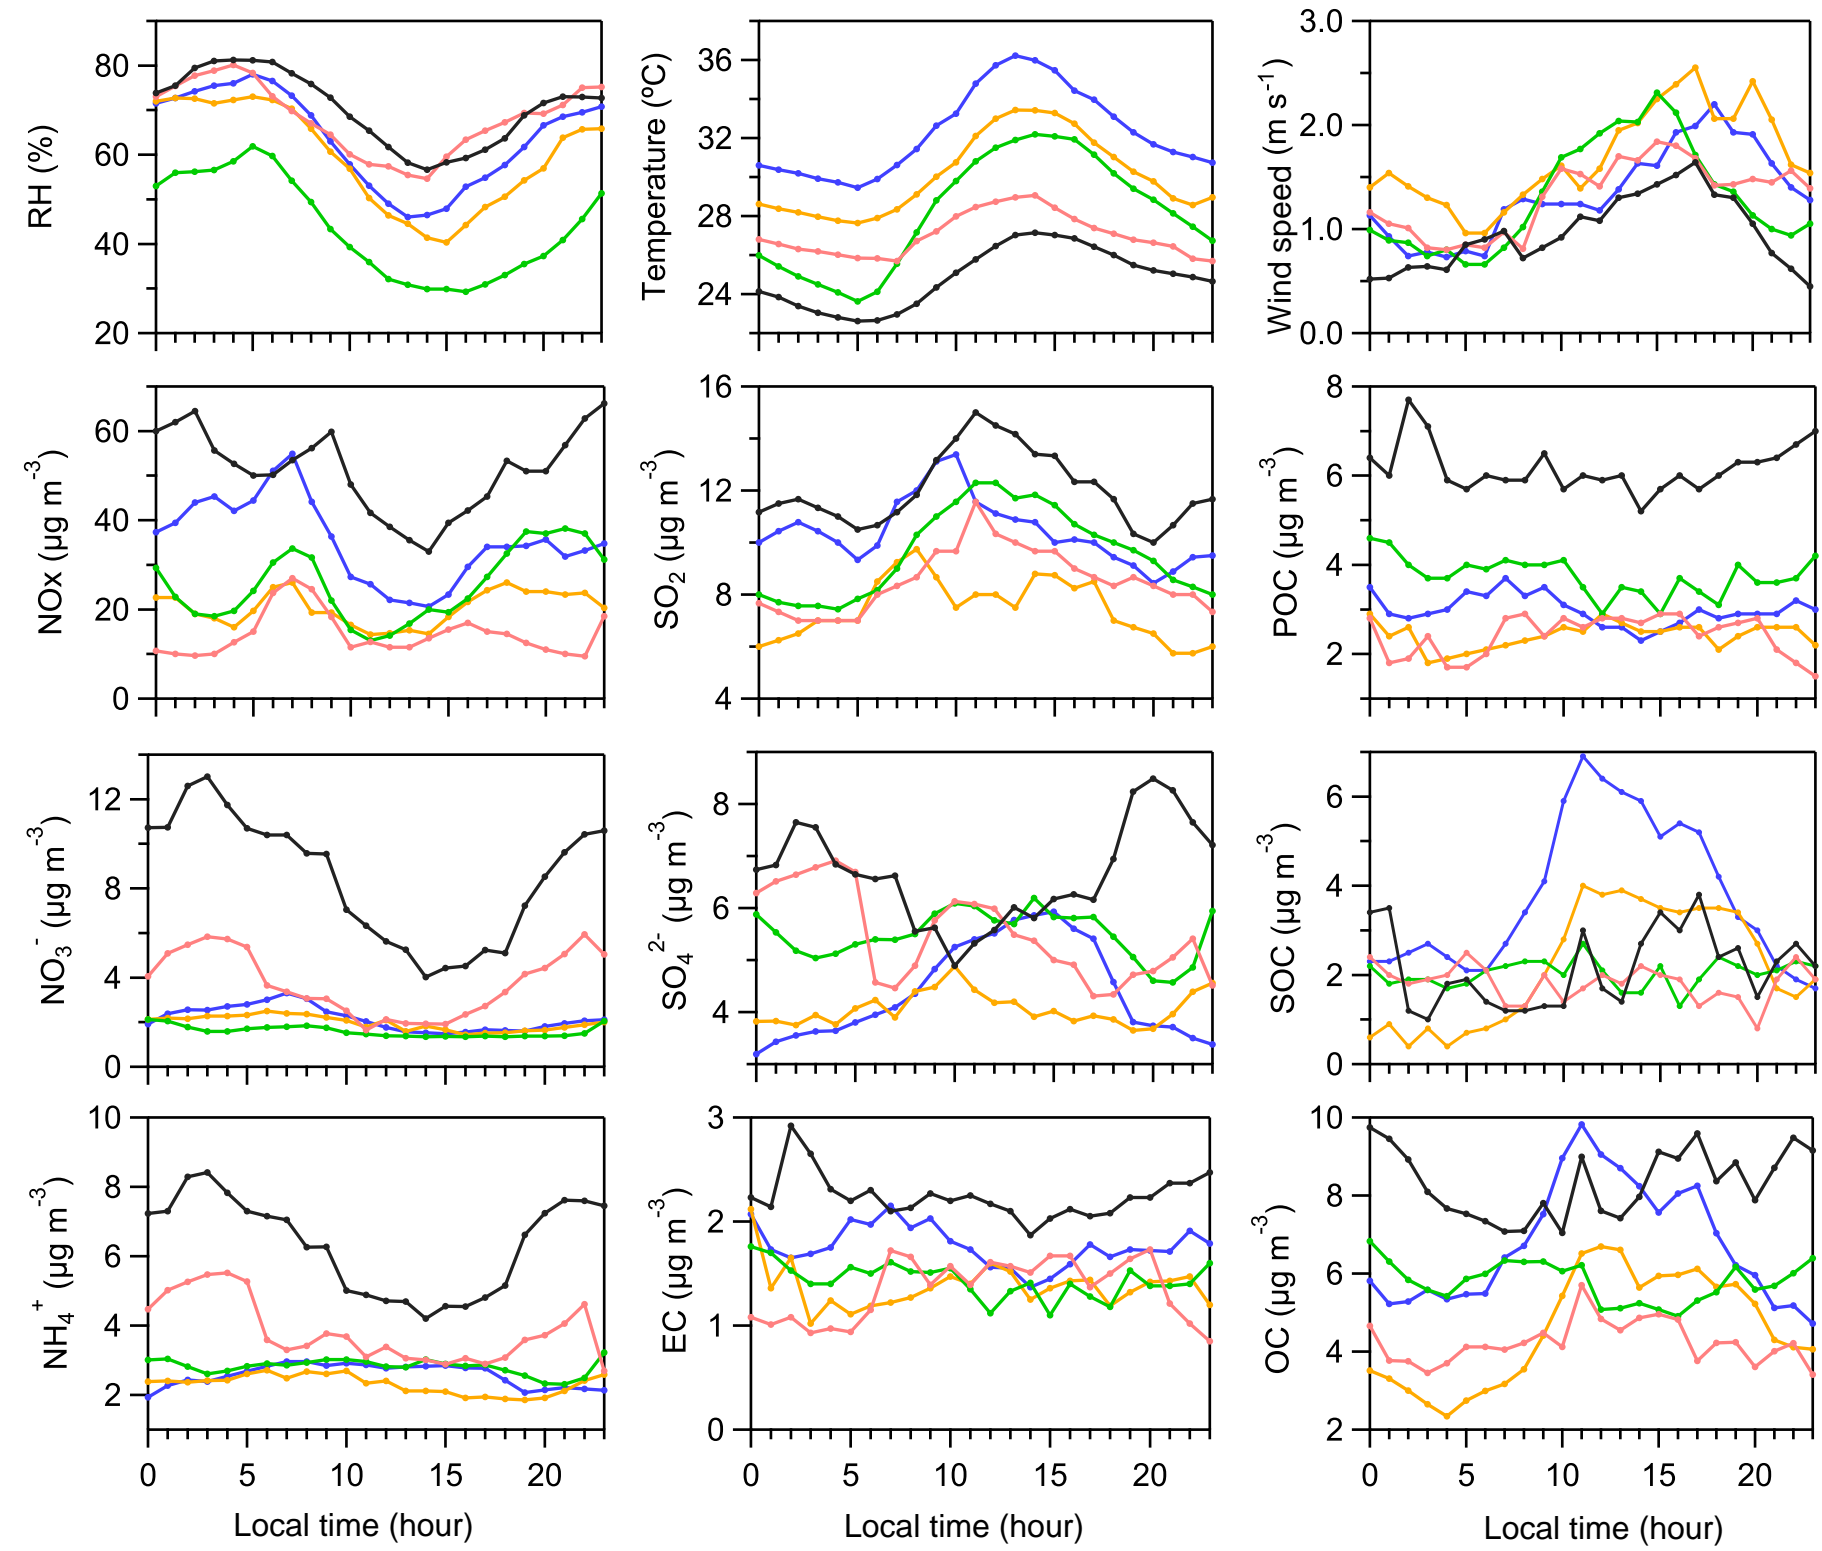 RH (%)
80
60
40
20
Temperature (ºC)
36
32
28
24
Wind speed (m s-1)
3.0
2.0
1.0
0.0
NOx (µg m-3)
60
40
20
0
SO2 (µg m-3)
16
12
8
4
POC (µg m-3)
8
6
4
2
NO3- (µg m-3)
12
8
4
0
SO42- (µg m-3)
8
6
4
SOC (µg m-3)
6
4
2
0
NH4+ (µg m-3)
10
8
6
4
2
0 5 10 15 20
Local time (hour)
EC (µg m-3)
3
2
1
0
0 5 10 15 20
Local time (hour)
OC (µg m-3)
10
8
6
4
2
0 5 10 15 20
Local time (hour)